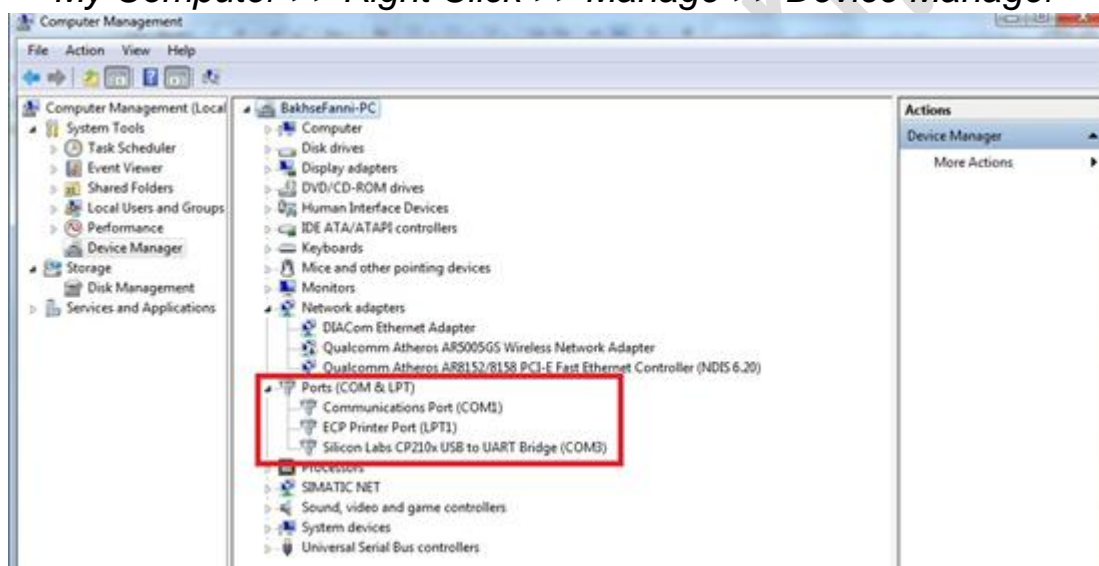 My Computer >> Right Click >> Manage >> Device Manager
Computer Management
File Action View Help
Computer Management (Local
System Tools
Task Scheduler
Event Viewer
Shared Folders
Local Users and Groups
Performance
Device Manager
Storage
Disk Management
Services and Applications
BakhseFanni-PC
Computer
Disk drives
Display adapters
DVD/CD-ROM drives
Human Interface Devices
IDE ATA/ATAPI controllers
Keyboards
Mice and other pointing devices
Monitors
Network adapters
DIACom Ethernet Adapter
Qualcomm Atheros AR5005GS Wireless Network Adapter
Qualcomm Atheros AR8152/8158 PCI-E Fast Ethernet Controller (NDIS 6.20)
Ports (COM & LPT)
Communications Port (COM1)
ECP Printer Port (LPT1)
Silicon Labs CP210x USB to UART Bridge (COM3)
Processors
SIMATIC NET
Sound, video and game controllers
System devices
Universal Serial Bus controllers
Actions
Device Manager
More Actions